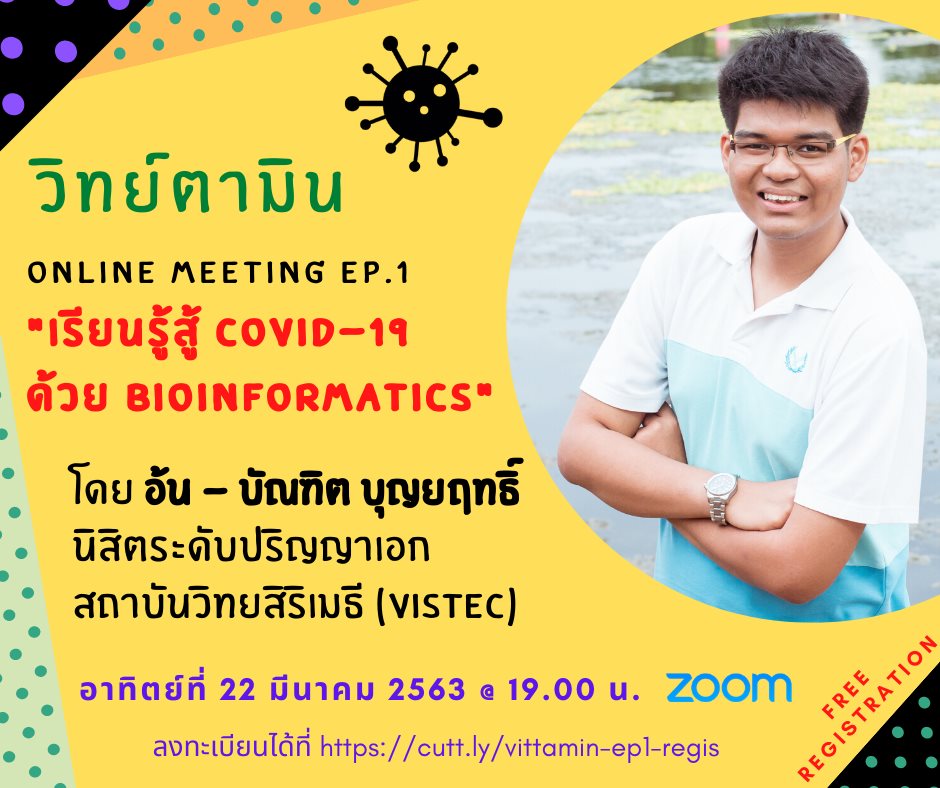 วิทย์ตามิน
ONLINE MEETING EP.1
"เรียนรู้สู้ COVID-19
ด้วย BIOINFORMATICS"
โดย อ้น - บัณฑิต บุญยฤทธิ์
นิสิตระดับปริญญาเอก
สถาบันวิทยสิริเมธี (VISTEC)
อาทิตย์ที่ 22 มีนาคม 2563 @ 19.00 น. zoom
ลงทะเบียนได้ที่ https://cutt.ly/vittamin-ep1-regis
FREE
REGISTRATION